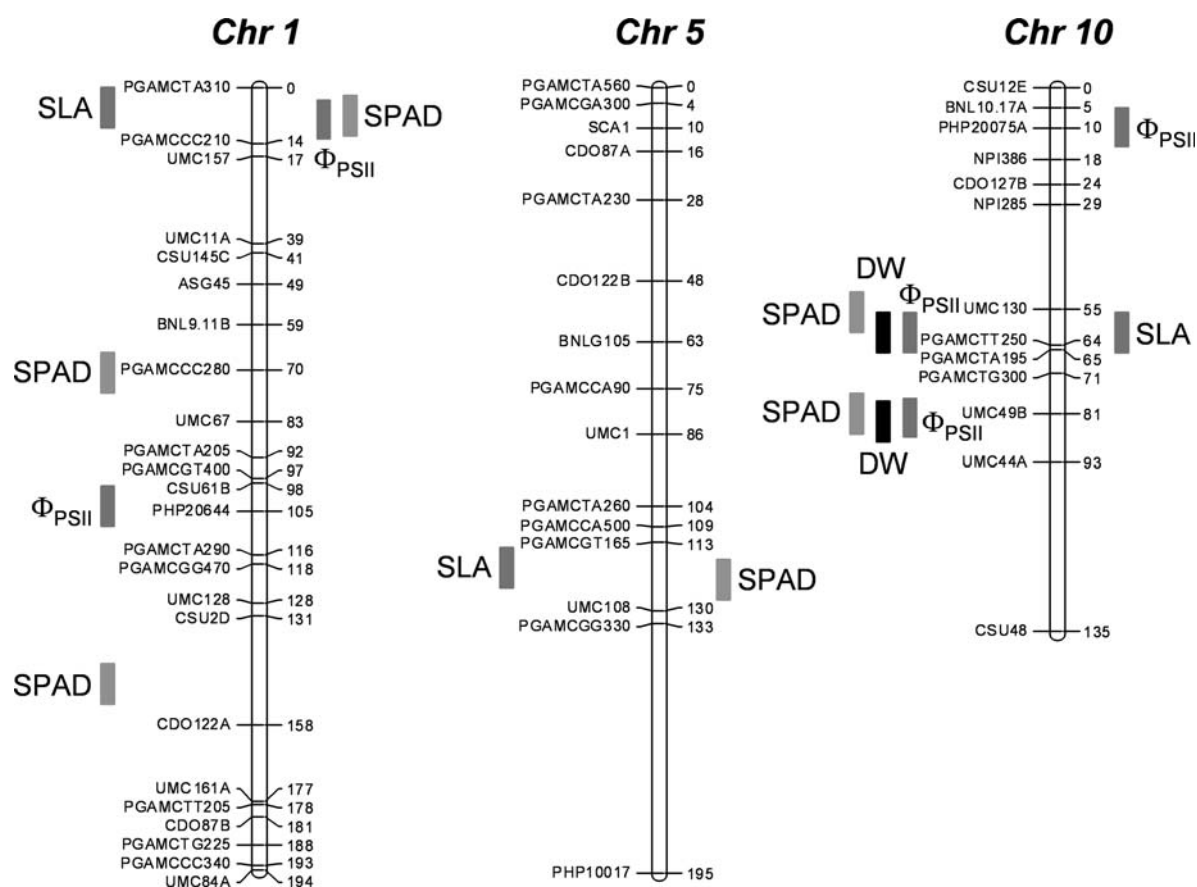 Chr 1
PGAMCTA310 0
SLA
SPAD
PGAMCCC210 14
UMC157 17
ΦPSII
UMC11A 39
CSU145C 41
ASG45 49
BNL9.11B 59
SPAD
PGAMCCC280 70
UMC67 83
PGAMCTA205 92
PGAMCGT400 97
CSU61B 98
ΦPSII
PHP20644 105
PGAMCTA290 116
PGAMCGG470 118
UMC128 128
CSU2D 131
SPAD
CDO122A 158
UMC161A 177
PGAMCTT205 178
CDO87B 181
PGAMCTG225 188
PGAMCCC340 193
UMC84A 194
Chr 5
PGAMCTA560 0
PGAMCGA300 4
SCA1 10
CDO87A 16
PGAMCTA230 28
CDO122B 48
BNLG105 63
PGAMCCA90 75
UMC1 86
PGAMCTA260 104
PGAMCCA500 109
PGAMCGT165 113
SLA
SPAD
UMC108 130
PGAMCGG330 133
PHP10017 195
Chr 10
CSU12E 0
BNL10.17A 5
PHP20075A 10
ΦPSII
NPI386 18
CDO127B 24
NPI285 29
DW
ΦPSII
SPAD
UMC130 55
SLA
PGAMCTT250 64
PGAMCTA195 65
PGAMCTG300 71
SPAD
UMC49B 81
ΦPSII
DW
UMC44A 93
CSU48 135